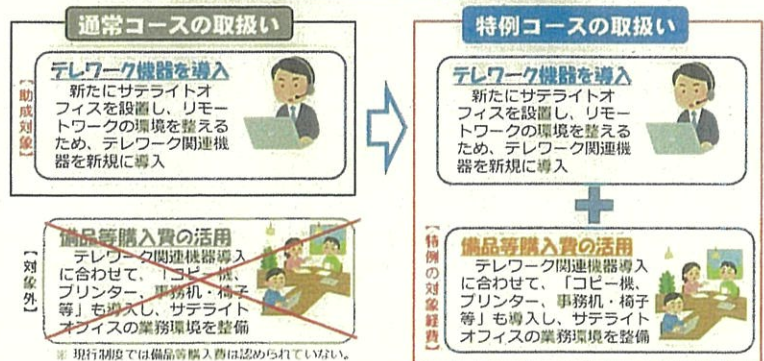 通常コースの取扱い
【助成対象】
テレワーク機器を導入
新たにサテライトオ
フィスを設置し、リモー
トワークの環境を整える
ため、テレワーク関連機
器を新規に導入
【対象外】
備品等購入費の活用
テレワーク関連機器導入
に合わせて、「コピー機、
プリンター、事務机・椅子
等」も導入し、サテライト
オフィスの業務環境を整備
※ 現行制度では備品等購入費は認められていない。
特例コースの取扱い
テレワーク機器を導入
新たにサテライトオ
フィスを設置し、リモー
トワークの環境を整える
ため、テレワーク関連機
器を新規に導入
【特例の対象経費】
備品等購入費の活用
テレワーク関連機器導入
に合わせて、「コピー機、
プリンター、事務机・椅子
等」も導入し、サテライト
オフィスの業務環境を整備